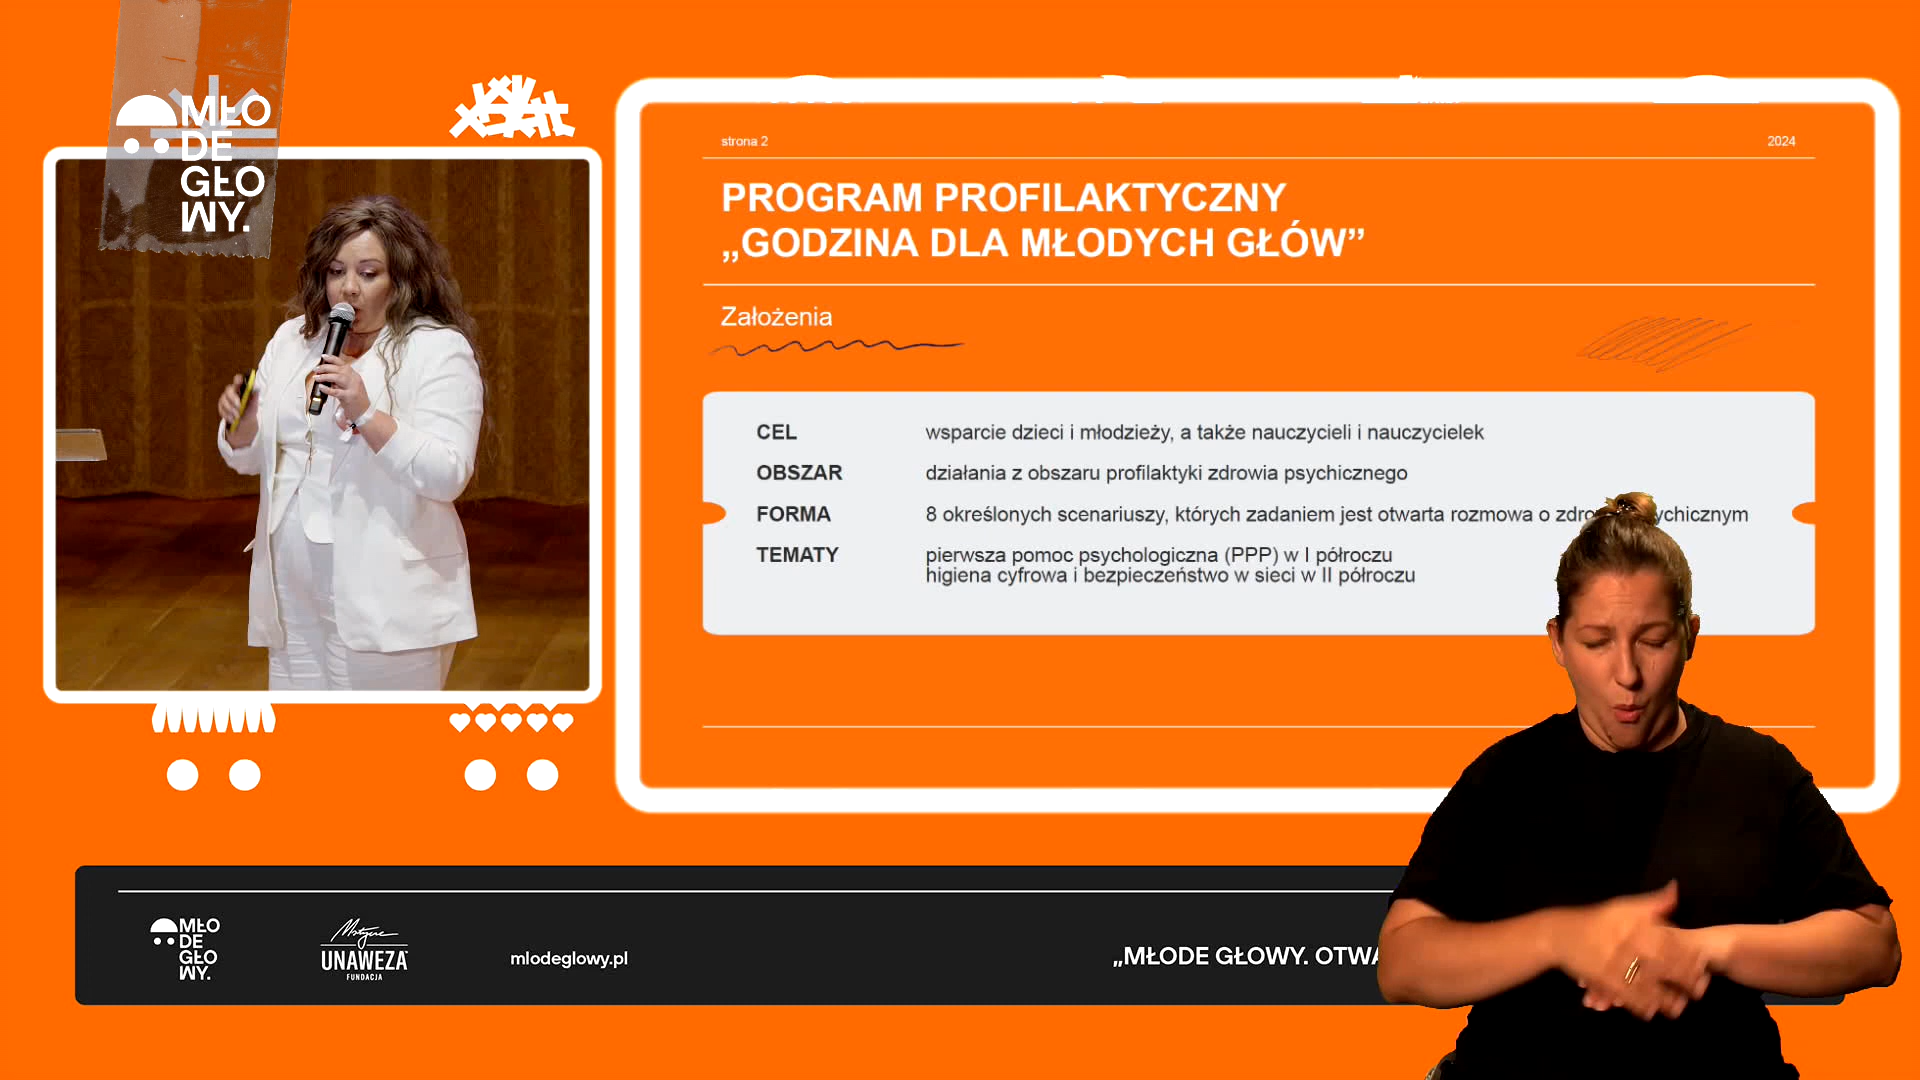 MŁO
DE
GŁO
WY.
strona 2
2024
PROGRAM PROFILAKTYCZNY
„GODZINA DLA MŁODYCH GŁÓW”
Założenia
CEL wsparcie dzieci i młodzieży, a także nauczycieli i nauczycielek
OBSZAR działania z obszaru profilaktyki zdrowia psychicznego
FORMA 8 określonych scenariuszy, których zadaniem jest otwarta rozmowa o
TEMATY pierwsza pomoc psychologiczna (PPP) w I półroczu
higiena cyfrowa i bezpieczeństwo w sieci w II półroczu
MŁO
DE
GŁO
WY.
Martyna
UNAWEZA
FUNDACJA
mlodeglowy.pl
„MŁODE GŁOWY.